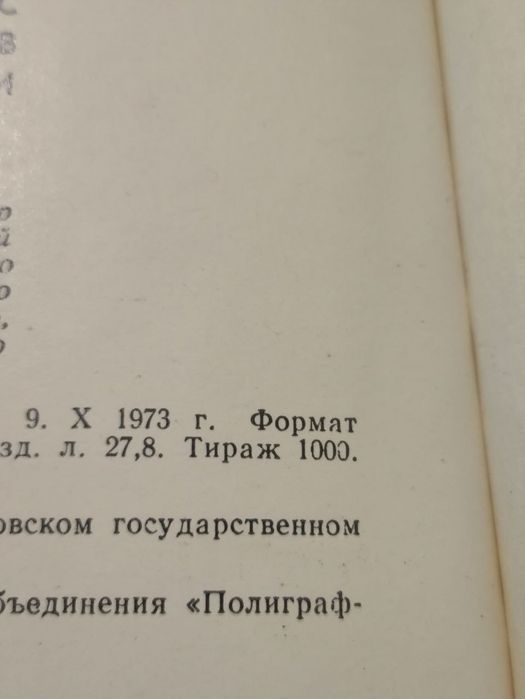 С
В
И
р
й
о
о
,
о
9. X 1973 г. Формат
зд. л. 27,8. Тираж 1000.
овском государственном
бъединения «Полиграф-